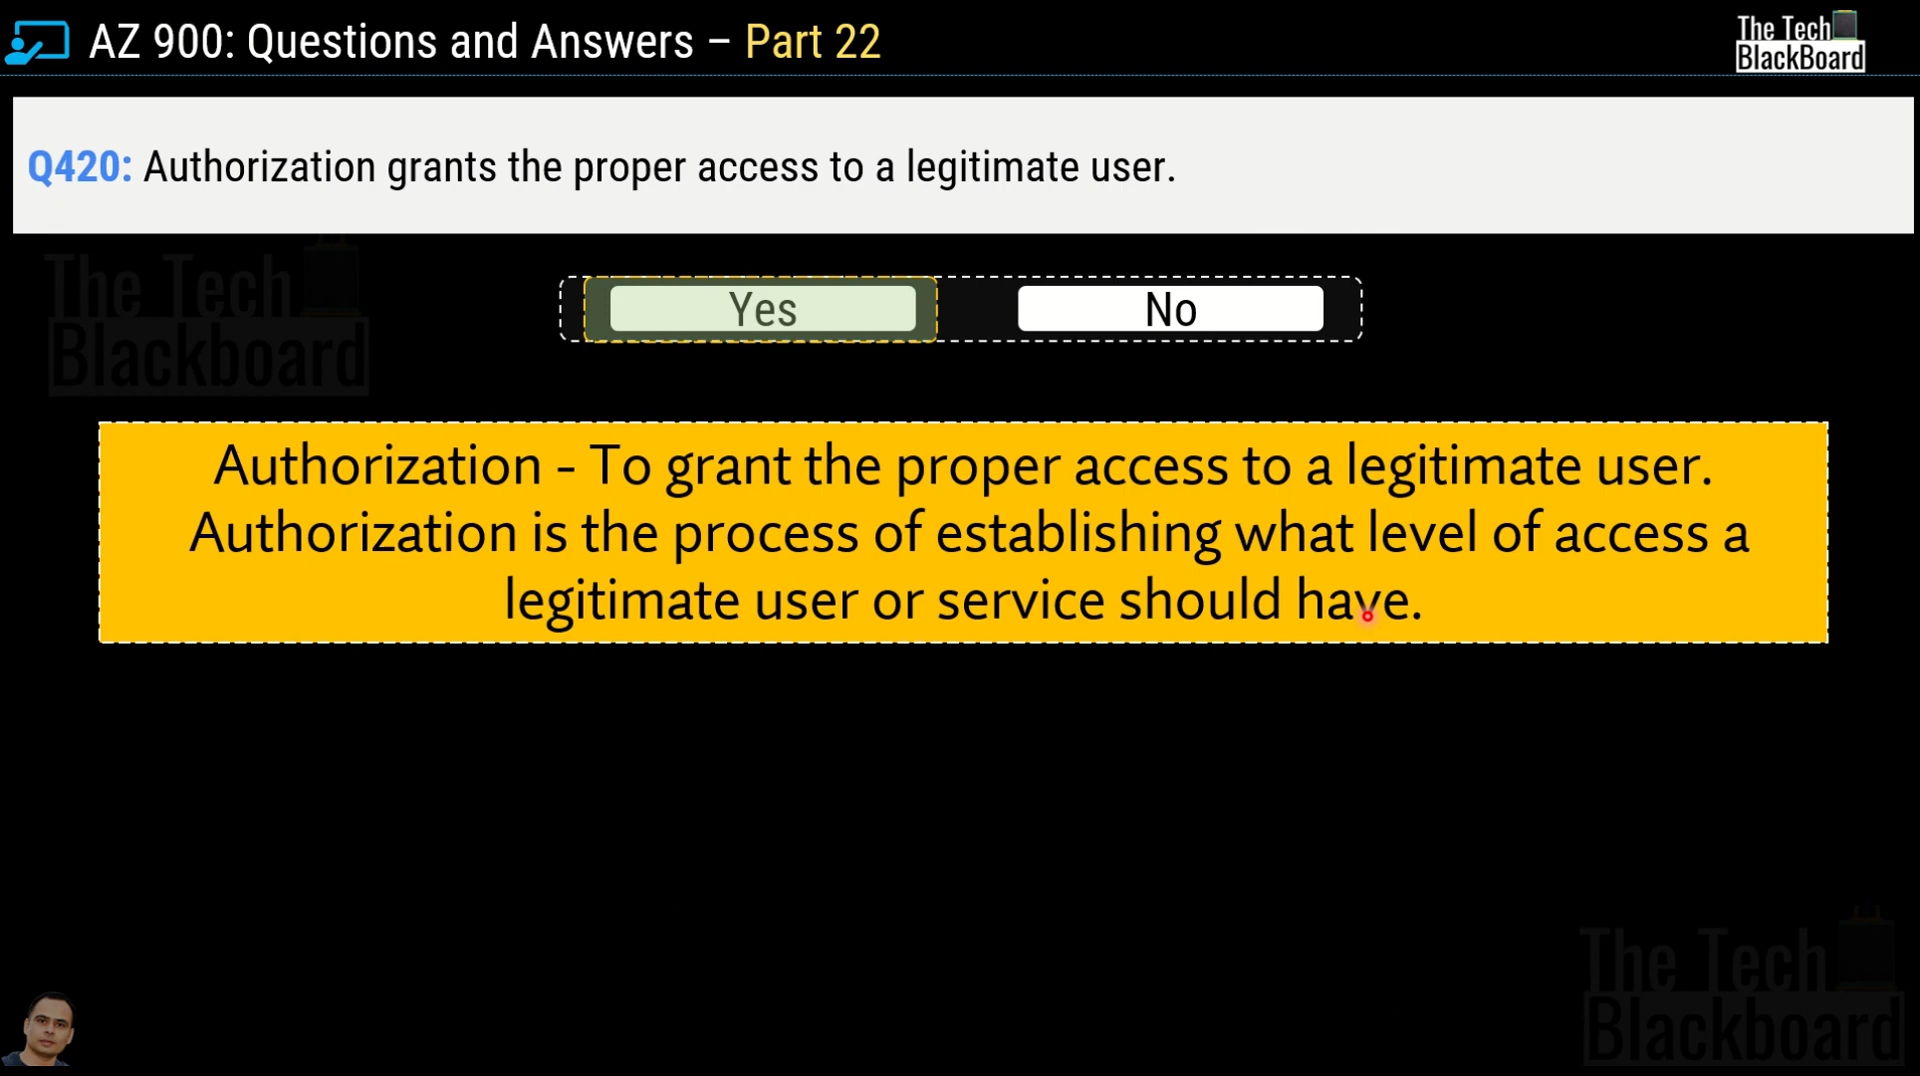 AZ 900: Questions and Answers – Part 22
The Tech
BlackBoard
Q420: Authorization grants the proper access to a legitimate user.
The Tech
Blackboard
Yes
No
Authorization - To grant the proper access to a legitimate user.
Authorization is the process of establishing what level of access a
legitimate user or service should have.
The Tech
Blackboard